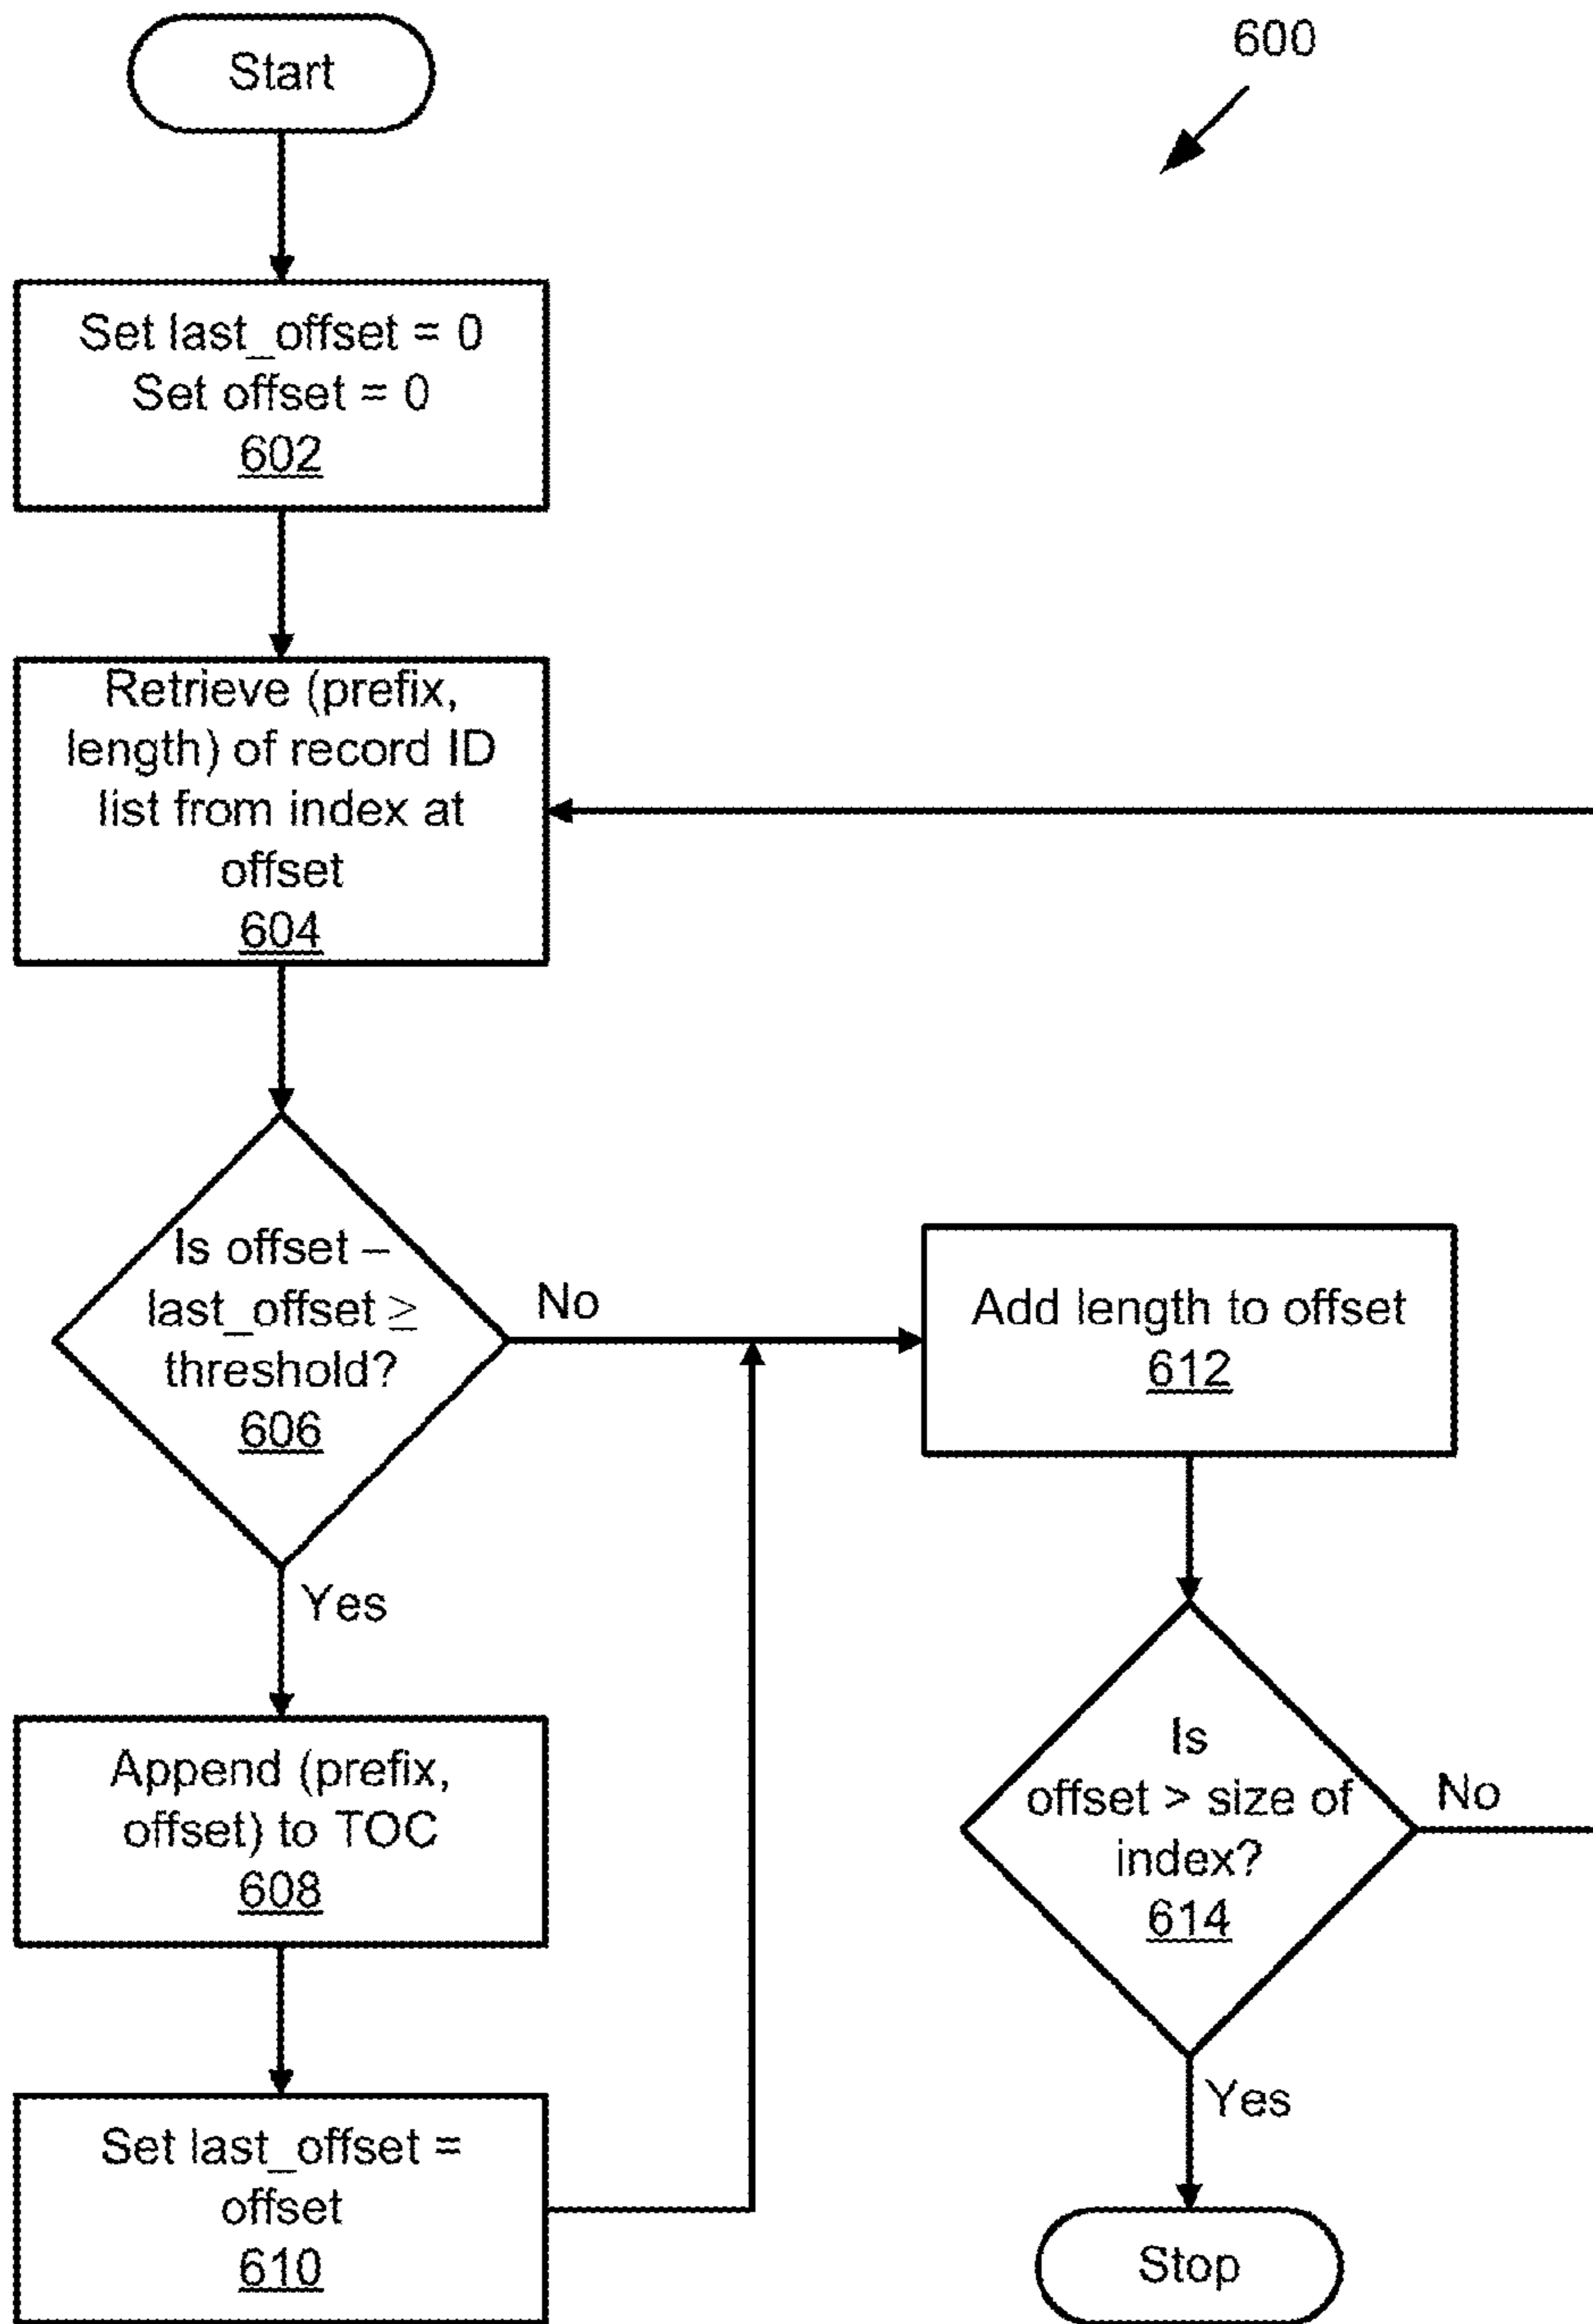 600
Start
Set last_offset = 0
Set offset = 0
602
Retrieve (prefix,
length) of record ID
list from index at
offset
604
Is offset –
last_offset ≥
threshold?
606
No
Yes
Append (prefix,
offset) to TOC
608
Set last_offset =
offset
610
Add length to offset
612
Is
offset > size of
index?
614
No
Yes
Stop